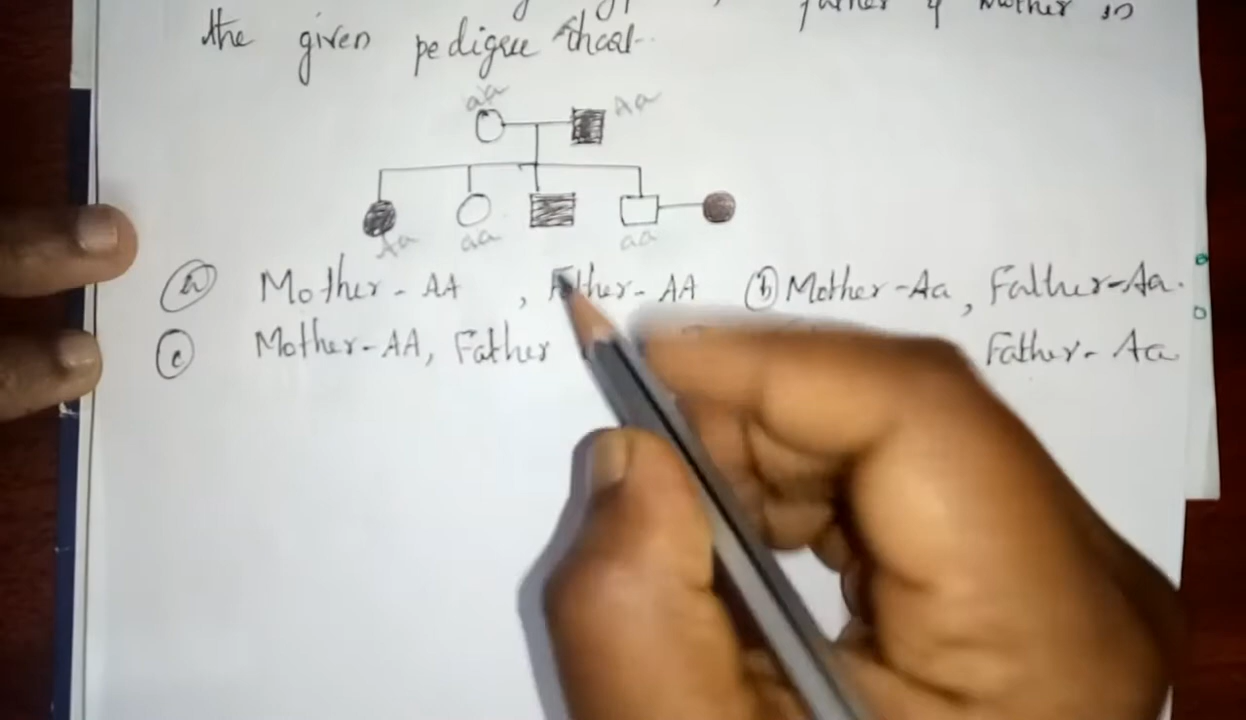 the given pedigree chart.
aa Aa
Aa aa aa
(a) Mother - AA , Father - AA (b) Mother - Aa , Father - Aa.
(c) Mother - AA, Father Father - Aa